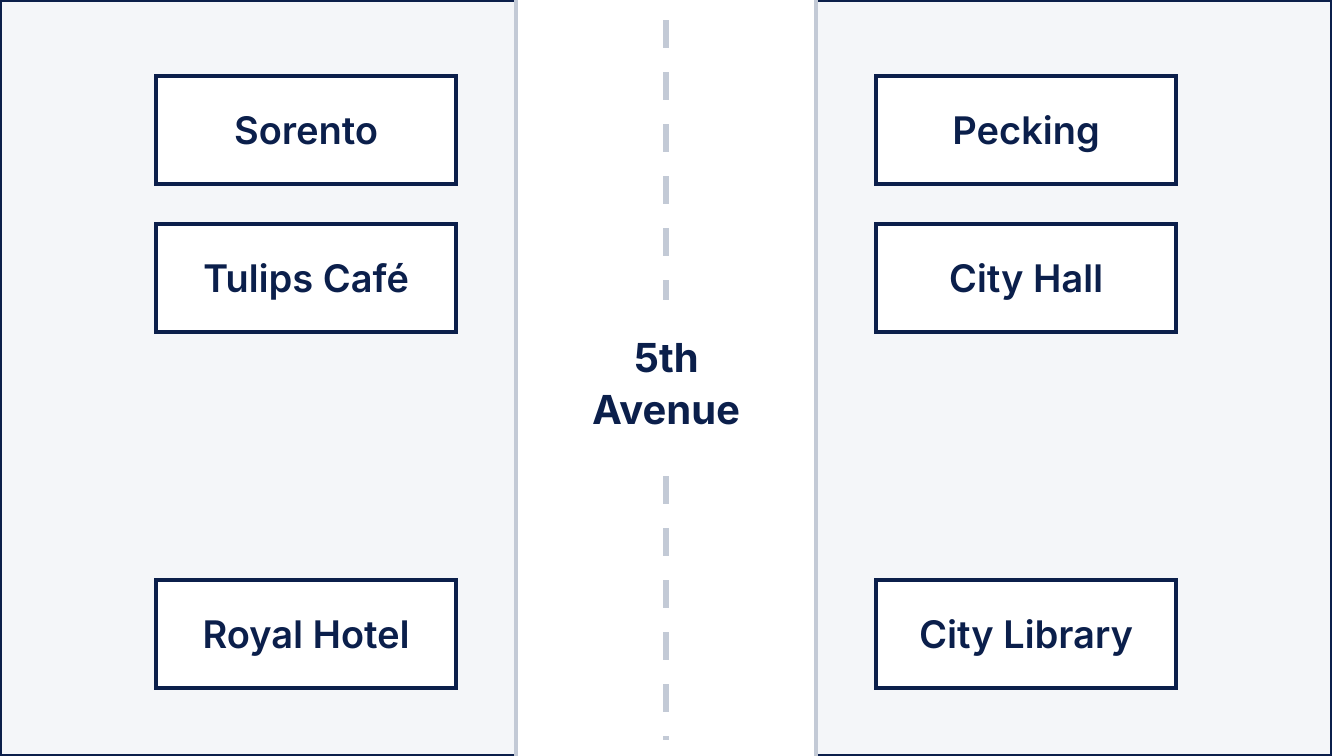 Sorento
Pecking
Tulips Café
City Hall
5th
Avenue
Royal Hotel
City Library